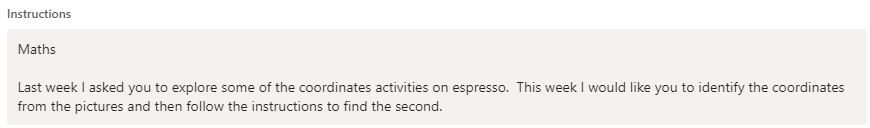 Instructions
Maths
Last week I asked you to explore some of the coordinates activities on espresso.  This week I would like you to identify the coordinates
from the pictures and then follow the instructions to find the second.